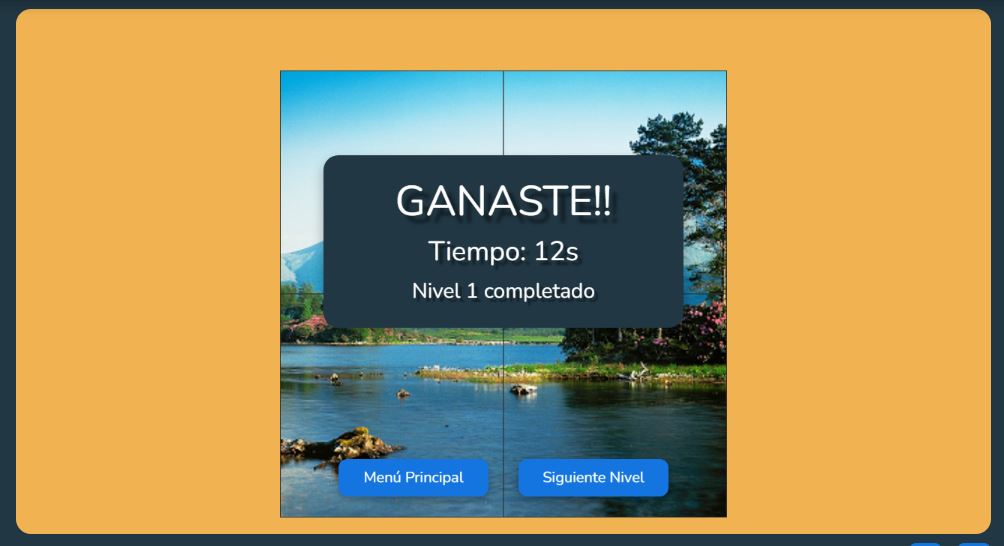 GANASTE!!
Tiempo: 12s
Nivel 1 completado
Menú Principal
Siguiente Nivel